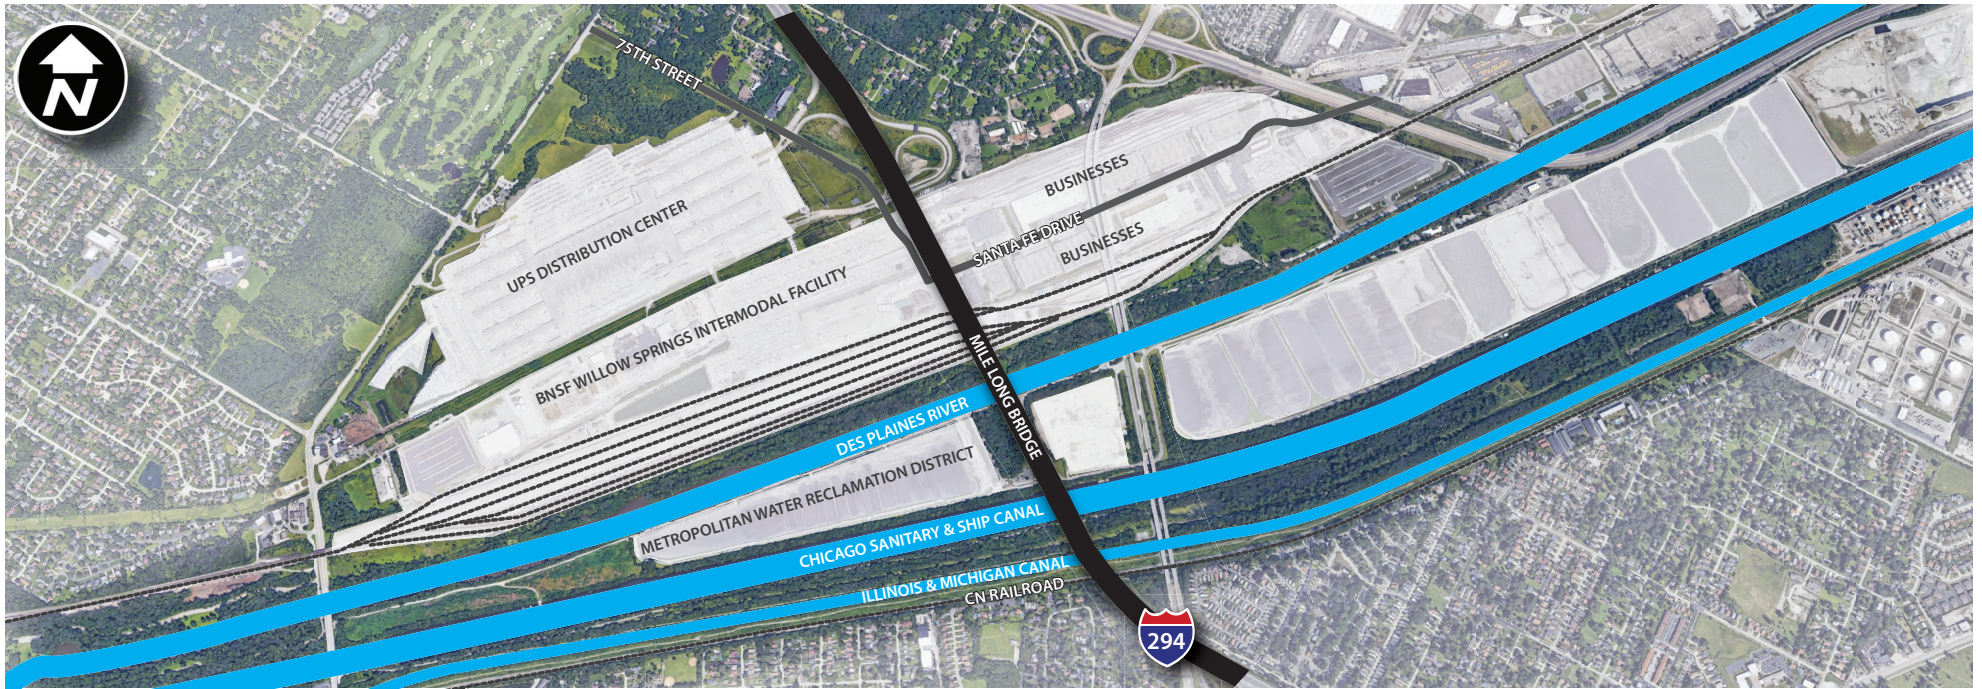 N
75TH STREET
BUSINESSES
UPS DISTRIBUTION CENTER
SANTA FE DRIVE
BUSINESSES
BNSF WILLOW SPRINGS INTERMODAL FACILITY
MILE LONG BRIDGE
DES PLAINES RIVER
METROPOLITAN WATER RECLAMATION DISTRICT
CHICAGO SANITARY & SHIP CANAL
ILLINOIS & MICHIGAN CANAL
CN RAILROAD
294